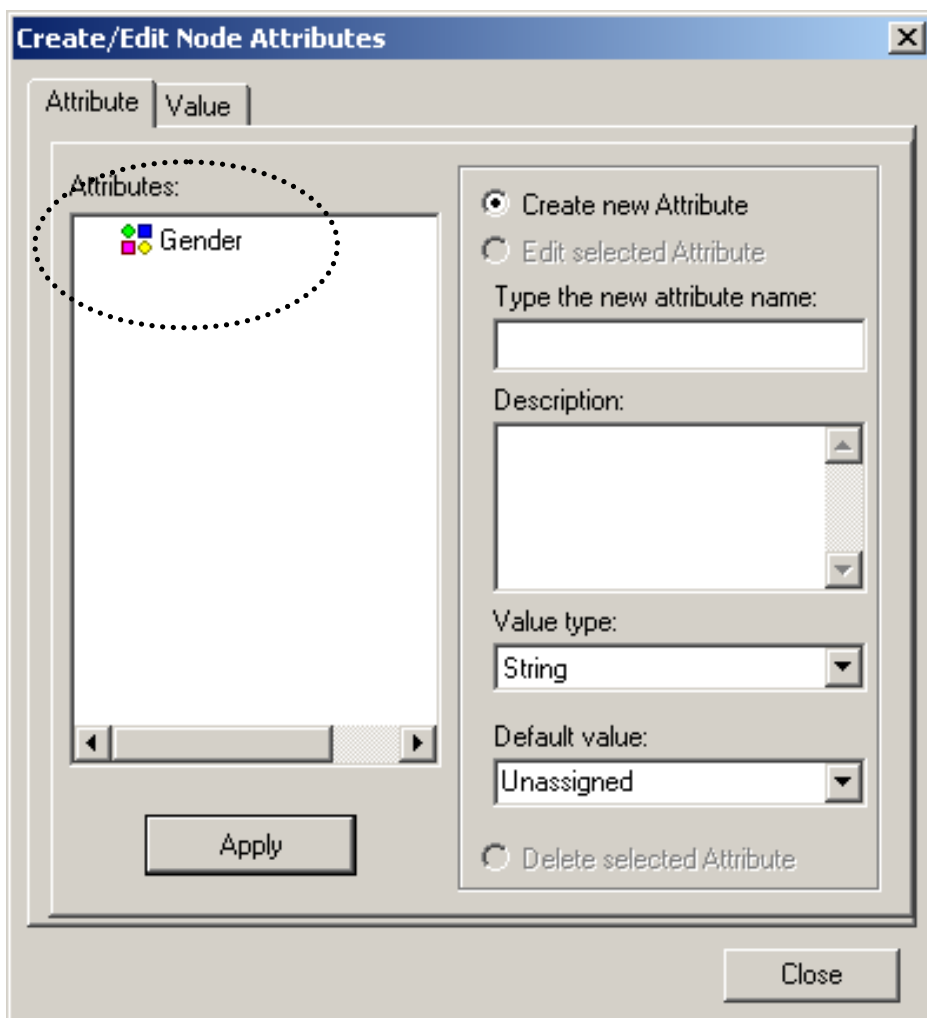 Create/Edit Node Attributes
Attribute
Value
Attributes:
Gender
Create new Attribute
Edit selected Attribute
Type the new attribute name:
Description:
Value type:
String
Default value:
Unassigned
Delete selected Attribute
Apply
Close